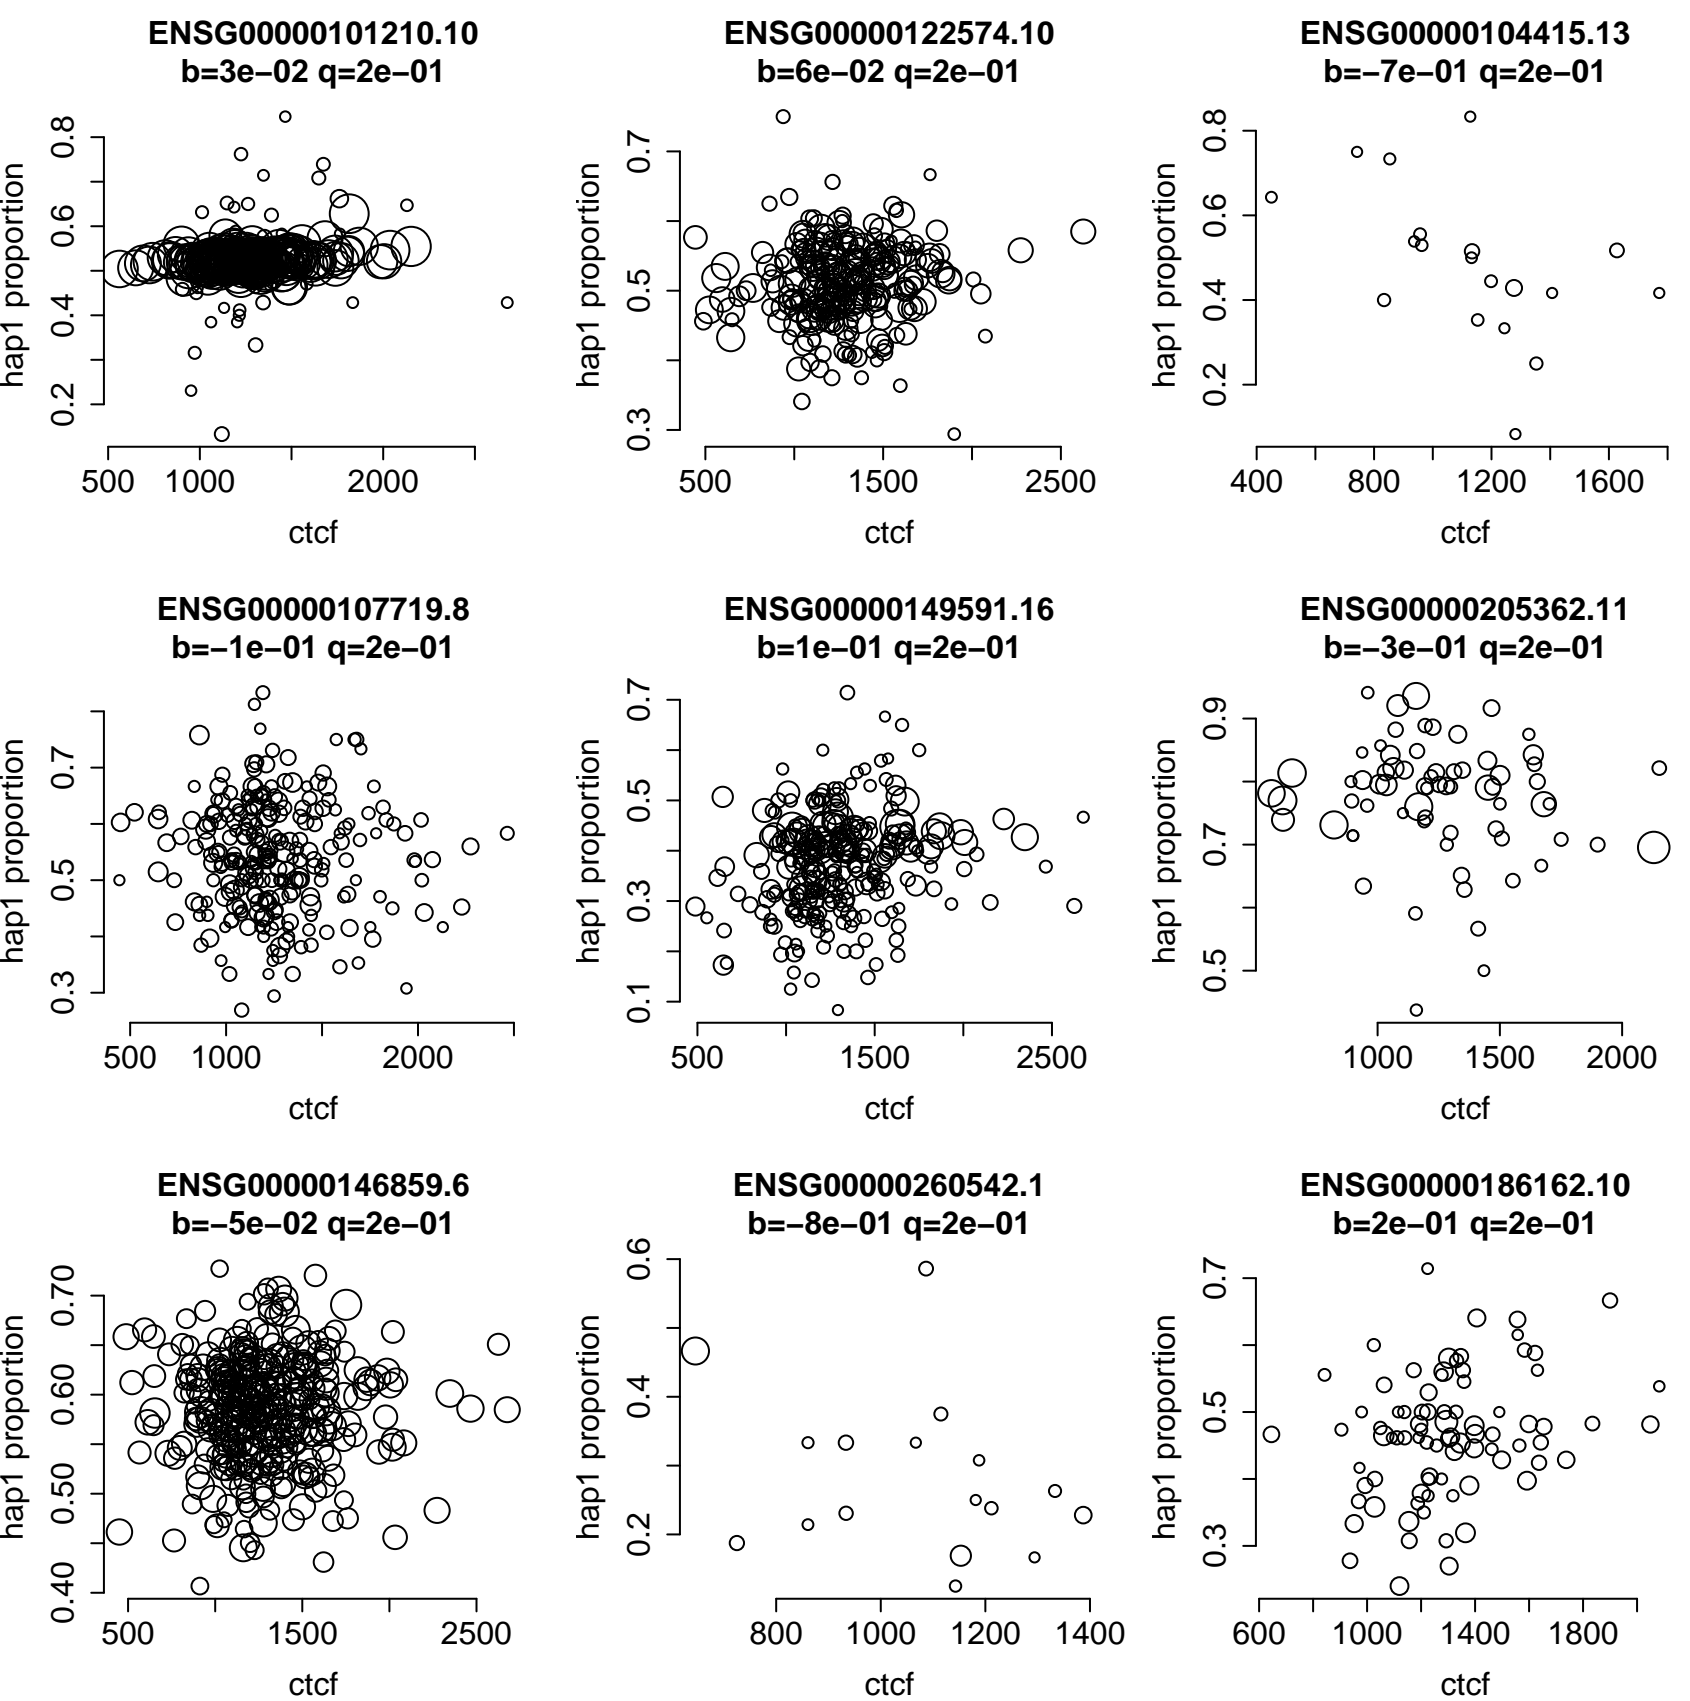 ENSG00000101210.10
b=3e−02 q=2e−01
hap1 proportion
0.2 0.4 0.6 0.8
500 1000 2000
ctcf
ENSG00000122574.10
b=6e−02 q=2e−01
hap1 proportion
0.3 0.5 0.7
500 1500 2500
ctcf
ENSG00000104415.13
b=−7e−01 q=2e−01
hap1 proportion
0.2 0.4 0.6 0.8
400 800 1200 1600
ctcf
ENSG00000107719.8
b=−1e−01 q=2e−01
hap1 proportion
0.3 0.5 0.7
500 1000 2000
ctcf
ENSG00000149591.16
b=1e−01 q=2e−01
hap1 proportion
0.1 0.3 0.5 0.7
500 1500 2500
ctcf
ENSG00000205362.11
b=−3e−01 q=2e−01
hap1 proportion
0.5 0.7 0.9
1000 1500 2000
ctcf
ENSG00000146859.6
b=−5e−02 q=2e−01
hap1 proportion
0.40 0.50 0.60 0.70
500 1500 2500
ctcf
ENSG00000260542.1
b=−8e−01 q=2e−01
hap1 proportion
0.2 0.4 0.6
800 1000 1200 1400
ctcf
ENSG00000186162.10
b=2e−01 q=2e−01
hap1 proportion
0.3 0.5 0.7
600 1000 1400 1800
ctcf